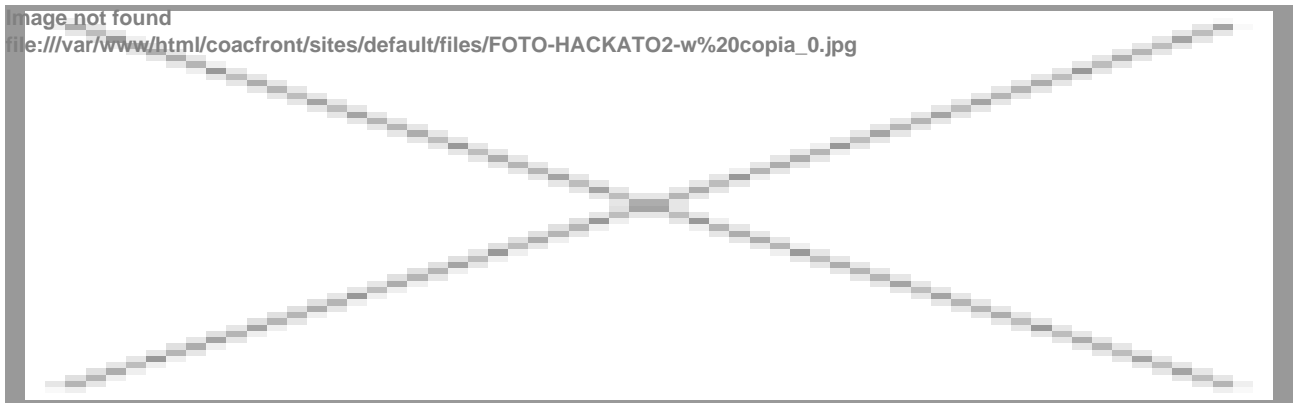 Image not found
file:///var/www/html/coacfront/sites/default/files/FOTO-HACKATO2-w%20copia_0.jpg